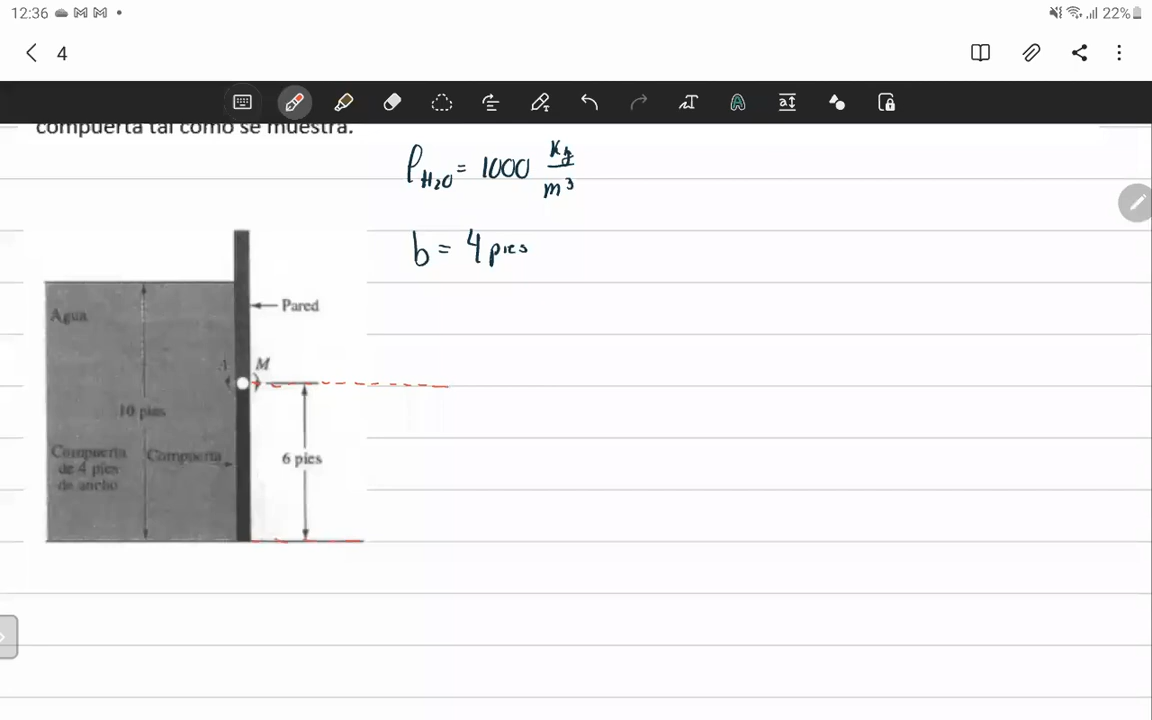 12:36
22%
4
compuerta tal como se muestra.
ρH₂O = 1000 Kg/m³
b = 4 pies
Pared
Agua
A M
10 pies
Compuerta
de 4 pies
de ancho
Compuerta
6 pies